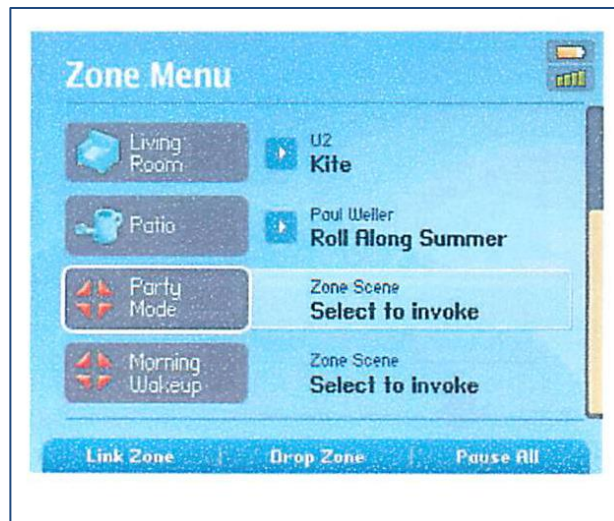 Zone Menu
Living
Room
U2
Kite
Patio
Paul Weller
Roll Along Summer
Party
Mode
Zone Scene
Select to invoke
Morning
Wakeup
Zone Scene
Select to invoke
Link Zone
Drop Zone
Pause All